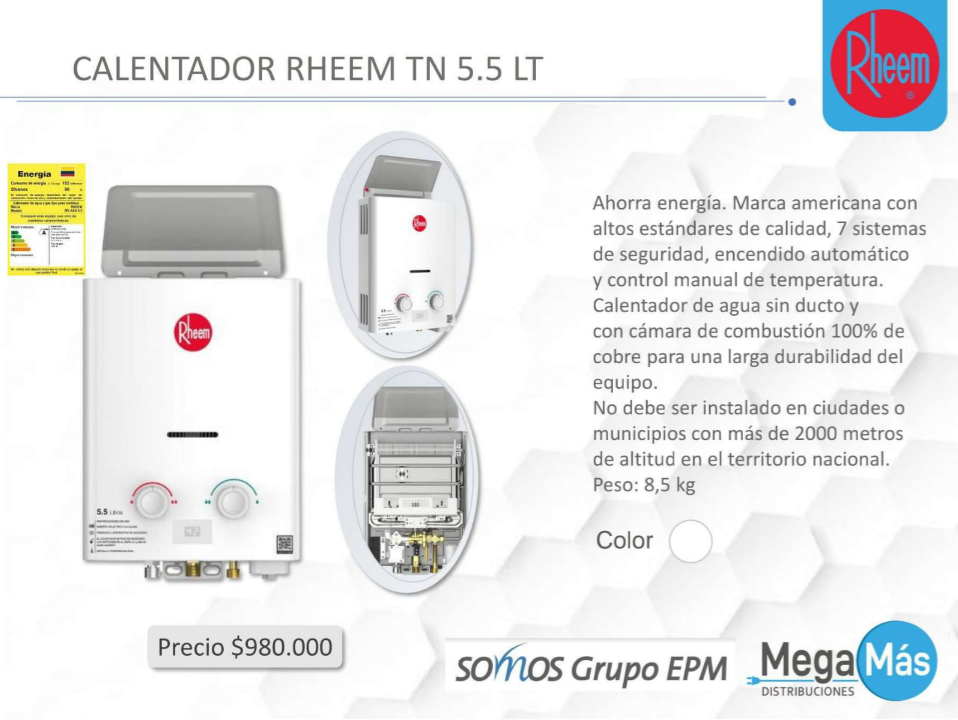 CALENTADOR RHEEM TN 5.5 LT
Rheem
®
Energía
Rheem
5.5 Litros
Rheem
Ahorra energía. Marca americana con
altos estándares de calidad, 7 sistemas
de seguridad, encendido automático
y control manual de temperatura.
Calentador de agua sin ducto y
con cámara de combustión 100% de
cobre para una larga durabilidad del
equipo.
No debe ser instalado en ciudades o
municipios con más de 2000 metros
de altitud en el territorio nacional.
Peso: 8,5 kg
Color
Precio $980.000
somos Grupo EPM
Mega Más
DISTRIBUCIONES